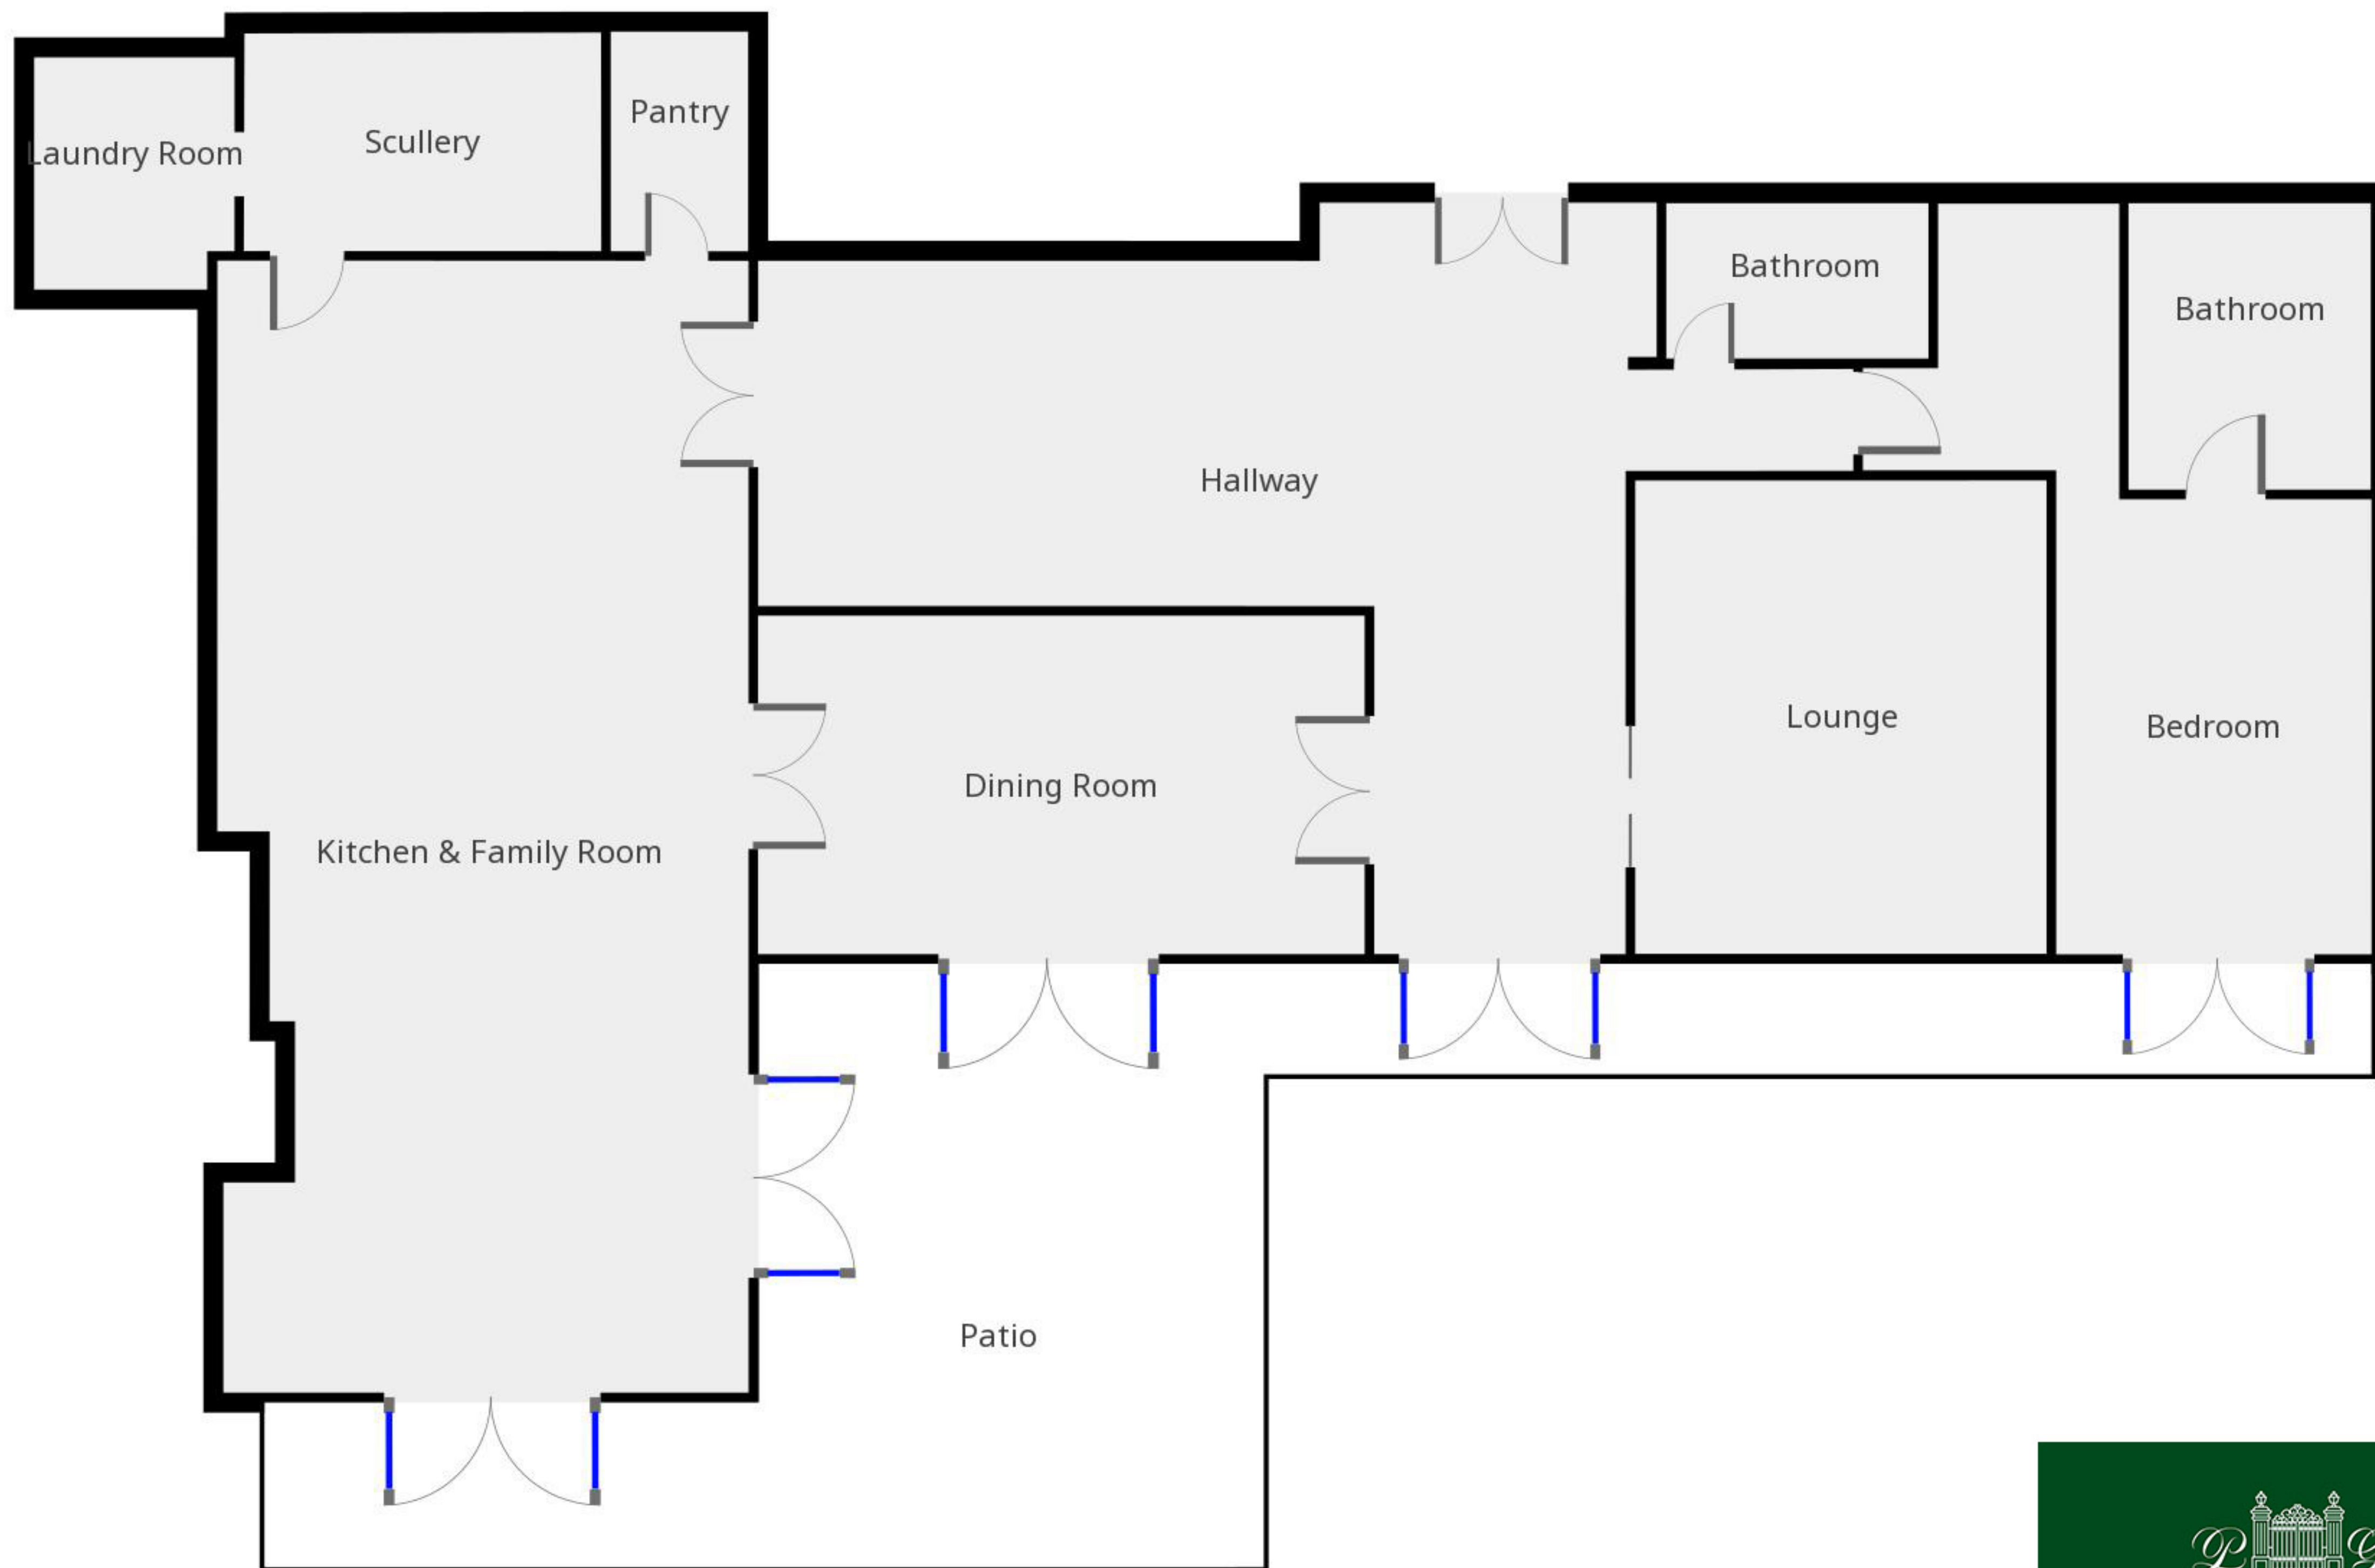 Laundry Room
Scullery
Pantry
Bathroom
Bathroom
Hallway
Lounge
Bedroom
Dining Room
Kitchen & Family Room
Patio